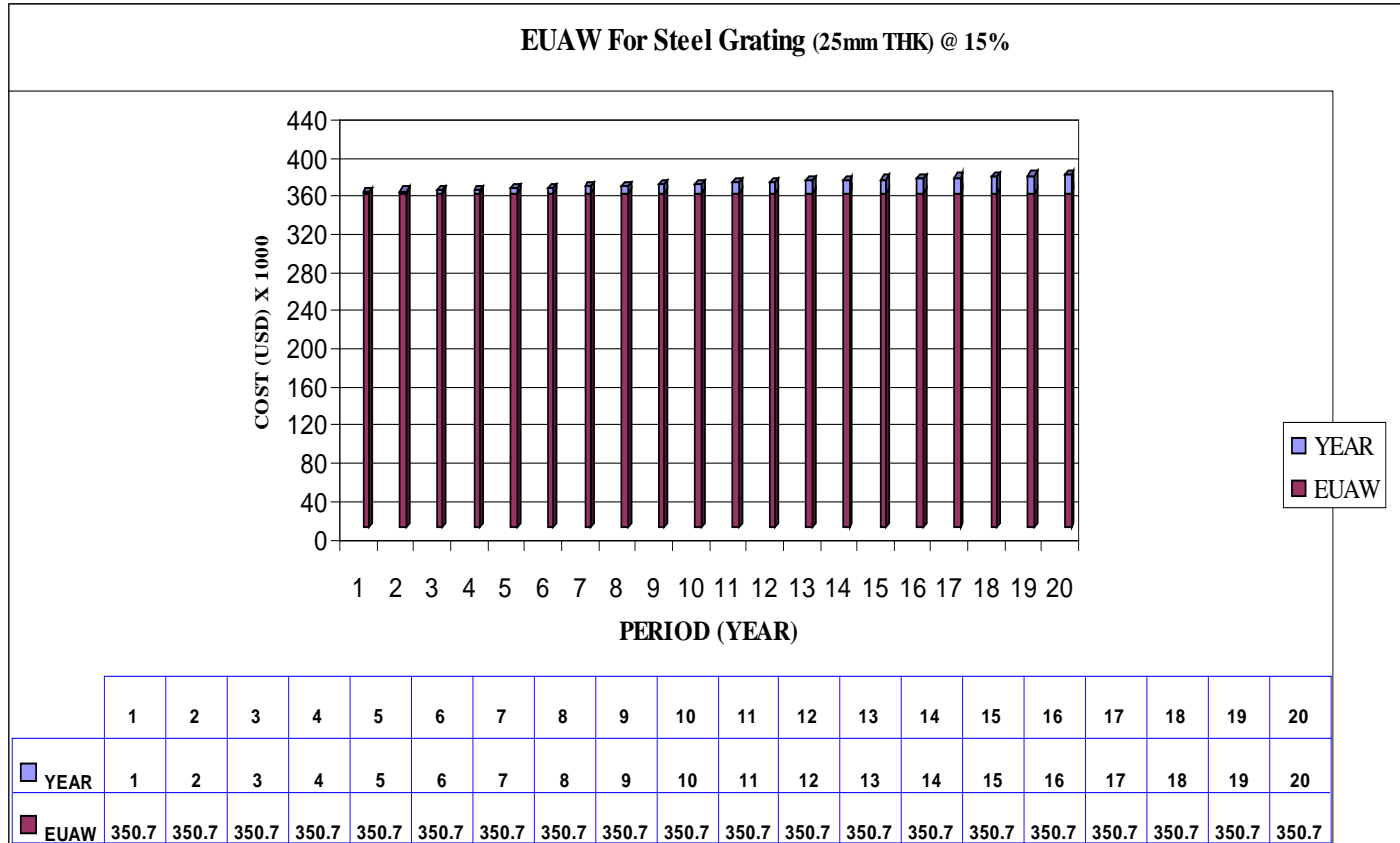 EUAW For Steel Grating (25mm THK) @ 15%
440
400
360
320
280
240
200
160
120
80
40
0
COST (USD) X 1000
1 2 3 4 5 6 7 8 9 10 11 12 13 14 15 16 17 18 19 20
PERIOD (YEAR)
YEAR
EUAW
1 2 3 4 5 6 7 8 9 10 11 12 13 14 15 16 17 18 19 20
YEAR 1 2 3 4 5 6 7 8 9 10 11 12 13 14 15 16 17 18 19 20
EUAW 350.7 350.7 350.7 350.7 350.7 350.7 350.7 350.7 350.7 350.7 350.7 350.7 350.7 350.7 350.7 350.7 350.7 350.7 350.7 350.7